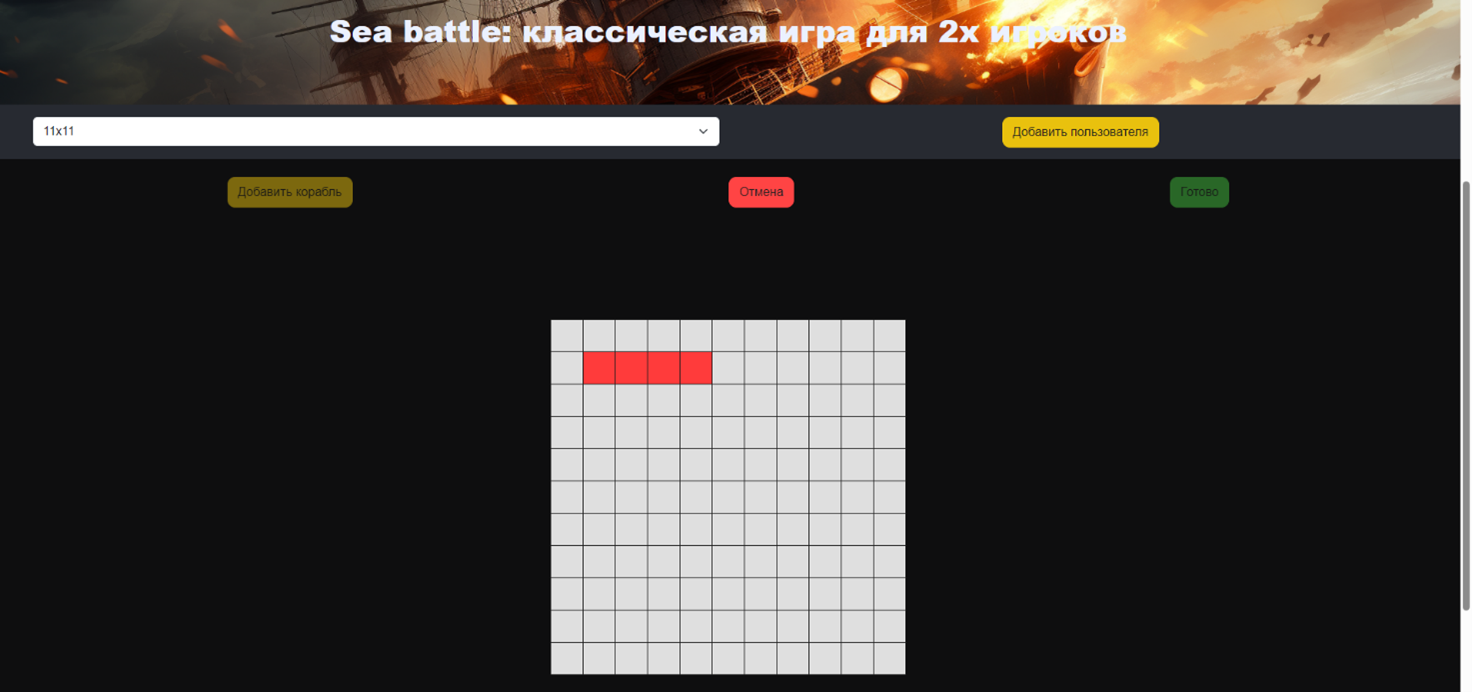 Sea battle: классическая игра для 2х игроков
11x11
Добавить пользователя
Добавить корабль
Отмена
Готово